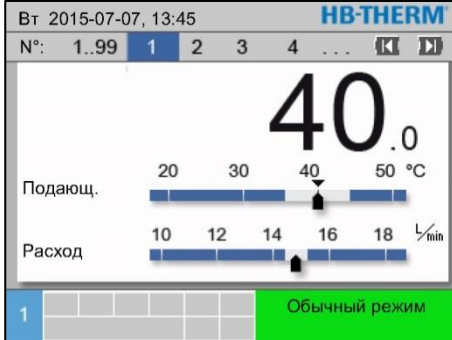 Вт 2015-07-07, 13:45 HB-THERM®
N°: 1..99 1 2 3 4 ...
40.0
20 30 40 50 °C
Подающ.
10 12 14 16 18 L/min
Расход
1 Обычный режим